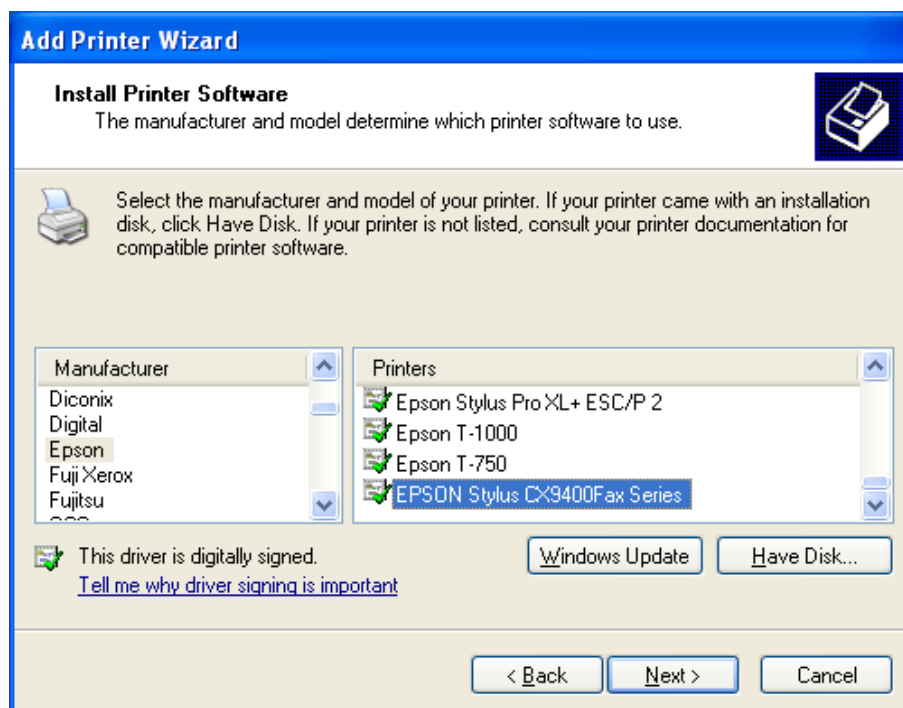 Add Printer Wizard
Install Printer Software
The manufacturer and model determine which printer software to use.
Select the manufacturer and model of your printer. If your printer came with an installation
disk, click Have Disk. If your printer is not listed, consult your printer documentation for
compatible printer software.
Manufacturer
Diconix
Digital
Epson
Fuji Xerox
Fujitsu
Printers
Epson Stylus Pro XL+ ESC/P 2
Epson T-1000
Epson T-750
EPSON Stylus CX9400Fax Series
This driver is digitally signed.
Tell me why driver signing is important
Windows Update
Have Disk...
< Back
Next >
Cancel